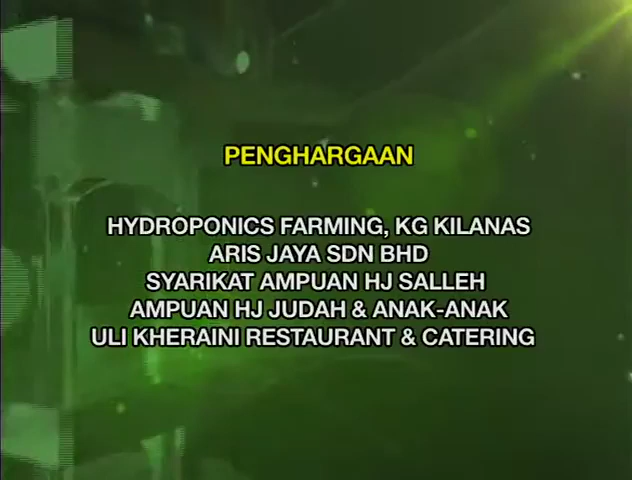 PENGHARGAAN
HYDROPONICS FARMING, KG KILANAS
ARIS JAYA SDN BHD
SYARIKAT AMPUAN HJ SALLEH
AMPUAN HJ JUDAH & ANAK-ANAK
ULI KHERAINI RESTAURANT & CATERING